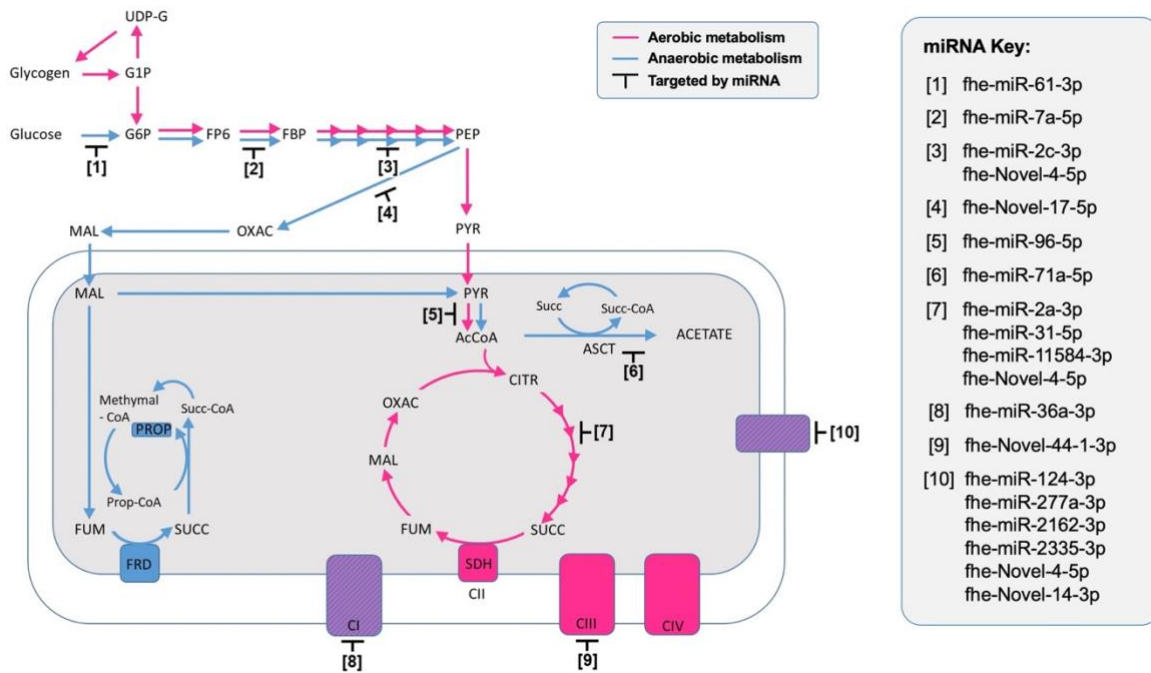 UDP-G
Glycogen
G1P
Glucose
G6P
FP6
FBP
PEP
[1]
[2]
[3]
[4]
MAL
OXAC
PYR
Aerobic metabolism
Anaerobic metabolism
Targeted by miRNA
MAL
PYR
[5]
AcCoA
Succ
Succ-CoA
ASCT
ACETATE
[6]
CITR
OXAC
[7]
MAL
FUM
SUCC
SDH
CII
Methymal
- CoA
Succ-CoA
PROP
Prop-CoA
FUM
SUCC
FRD
CI
[8]
CIII
[9]
CIV
[10]
miRNA Key:
[1] fhe-miR-61-3p
[2] fhe-miR-7a-5p
[3] fhe-miR-2c-3p
fhe-Novel-4-5p
[4] fhe-Novel-17-5p
[5] fhe-miR-96-5p
[6] fhe-miR-71a-5p
[7] fhe-miR-2a-3p
fhe-miR-31-5p
fhe-miR-11584-3p
fhe-Novel-4-5p
[8] fhe-miR-36a-3p
[9] fhe-Novel-44-1-3p
[10] fhe-miR-124-3p
fhe-miR-277a-3p
fhe-miR-2162-3p
fhe-miR-2335-3p
fhe-Novel-4-5p
fhe-Novel-14-3p